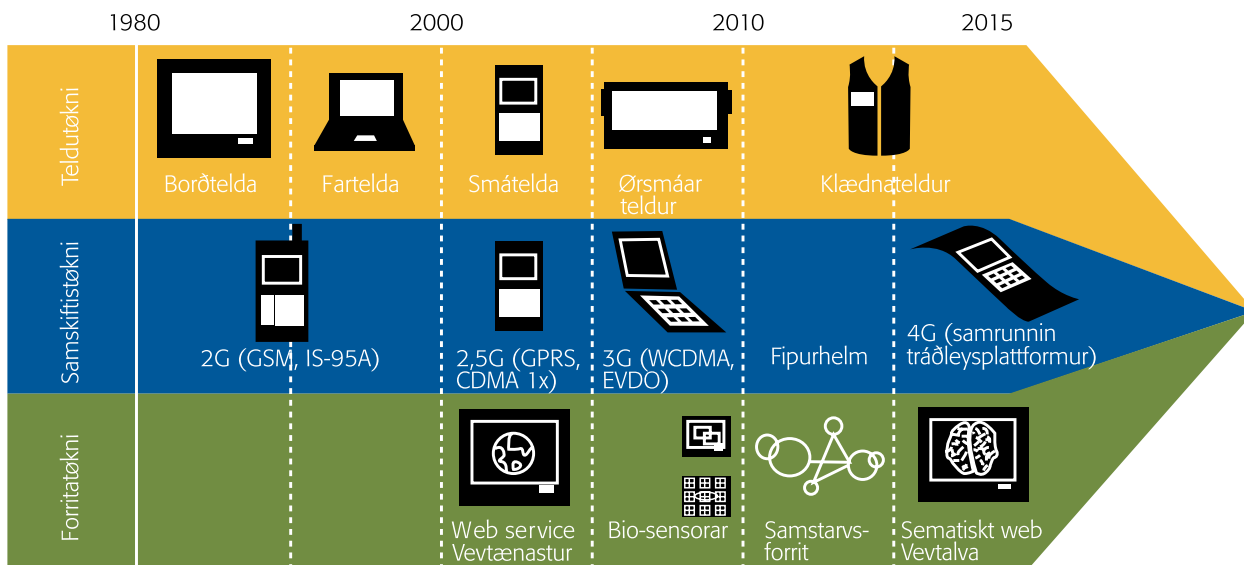 1980 2000 2010 2015
Teldutøkni
Borðtelda Fartelda Smátelda Ørsmáar
teldur
Klædnateldur
Samskiftistøkni
2G (GSM, IS-95A)
2,5G (GPRS,
CDMA 1x)
3G (WCDMA,
EVDO)
Fipurhelm
4G (samrunnin
tráðleysplattformur)
Forritatøkni
Web service
Vevtænastur
Bio-sensorar
Samstarvs-
forrit
Sematiskt web
Vevtalva